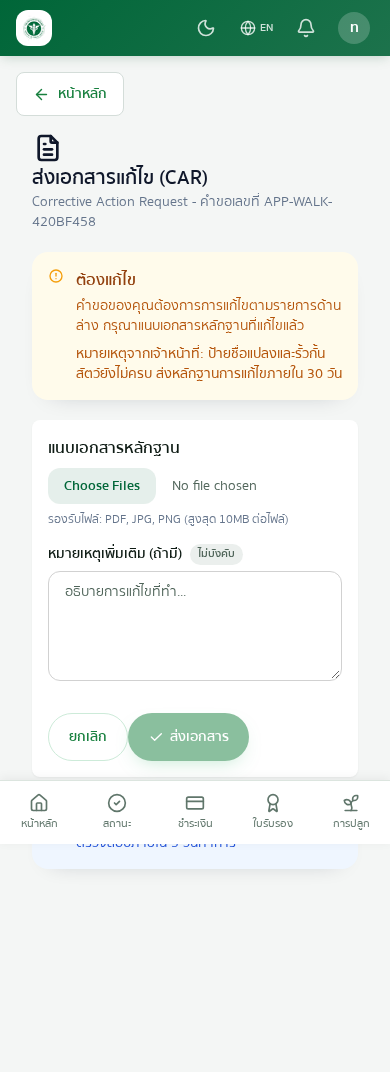 EN
ก
หน้าหลัก
ส่งเอกสารแก้ไข (CAR)
Corrective Action Request - คำขอเลขที่ APP-WALK-
420BF458
ต้องแก้ไข
คำขอของคุณต้องการการแก้ไขตามรายการด้าน
ล่าง กรุณาแนบเอกสารหลักฐานที่แก้ไขแล้ว
หมายเหตุจากเจ้าหน้าที่: ป้ายชื่อแปลงและรั้วกั้น
สัตว์ยังไม่ครบ ส่งหลักฐานการแก้ไขภายใน 30 วัน
แนบเอกสารหลักฐาน
Choose Files No file chosen
รองรับไฟล์: PDF, JPG, PNG (สูงสุด 10MB ต่อไฟล์)
หมายเหตุเพิ่มเติม (ถ้ามี) ไม่บังคับ
อธิบายการแก้ไขที่ทำ...
ยกเลิก ส่งเอกสาร
หน้าหลัก สถานะ ชำระเงิน ใบรับรอง การปลูก